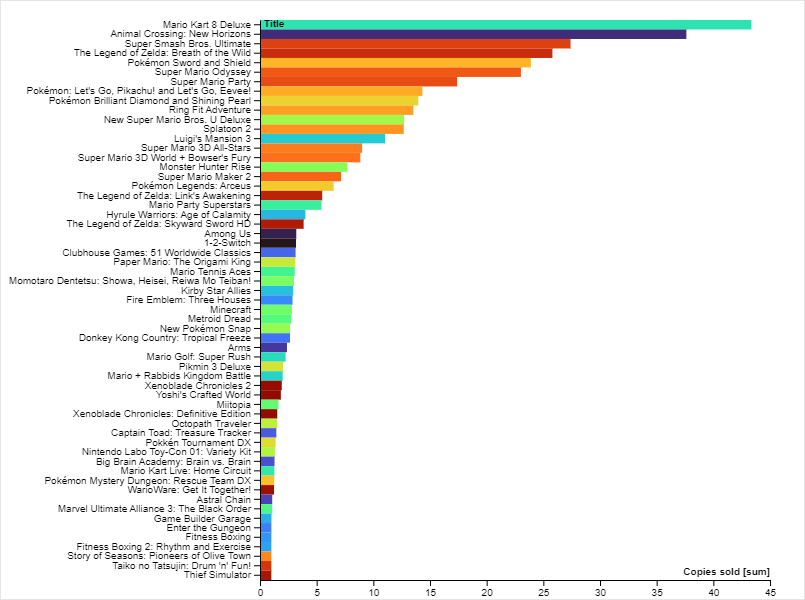 Mario Kart 8 Deluxe
Title
Animal Crossing: New Horizons
Super Smash Bros. Ultimate
The Legend of Zelda: Breath of the Wild
Pokémon Sword and Shield
Super Mario Odyssey
Super Mario Party
Pokémon: Let's Go, Pikachu! and Let's Go, Eevee!
Pokémon Brilliant Diamond and Shining Pearl
Ring Fit Adventure
New Super Mario Bros. U Deluxe
Splatoon 2
Luigi's Mansion 3
Super Mario 3D All-Stars
Super Mario 3D World + Bowser's Fury
Monster Hunter Rise
Super Mario Maker 2
Pokémon Legends: Arceus
The Legend of Zelda: Link's Awakening
Mario Party Superstars
Hyrule Warriors: Age of Calamity
The Legend of Zelda: Skyward Sword HD
Among Us
1-2-Switch
Clubhouse Games: 51 Worldwide Classics
Paper Mario: The Origami King
Mario Tennis Aces
Momotaro Dentetsu: Showa, Heisei, Reiwa Mo Teiban!
Kirby Star Allies
Fire Emblem: Three Houses
Minecraft
Metroid Dread
New Pokémon Snap
Donkey Kong Country: Tropical Freeze
Arms
Mario Golf: Super Rush
Pikmin 3 Deluxe
Mario + Rabbids Kingdom Battle
Xenoblade Chronicles 2
Yoshi's Crafted World
Miitopia
Xenoblade Chronicles: Definitive Edition
Octopath Traveler
Captain Toad: Treasure Tracker
Pokkén Tournament DX
Nintendo Labo Toy-Con 01: Variety Kit
Big Brain Academy: Brain vs. Brain
Mario Kart Live: Home Circuit
Pokémon Mystery Dungeon: Rescue Team DX
WarioWare: Get It Together!
Astral Chain
Marvel Ultimate Alliance 3: The Black Order
Game Builder Garage
Enter the Gungeon
Fitness Boxing
Fitness Boxing 2: Rhythm and Exercise
Story of Seasons: Pioneers of Olive Town
Taiko no Tatsujin: Drum 'n' Fun!
Thief Simulator
Copies sold [sum]
0 5 10 15 20 25 30 35 40 45